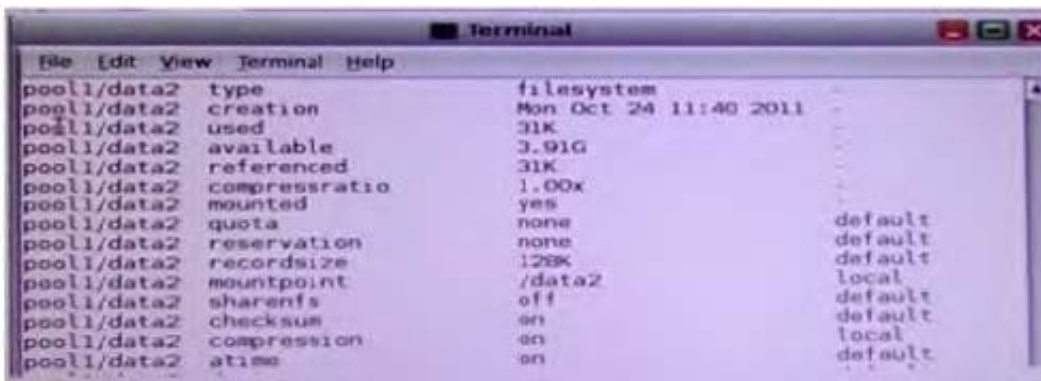 Terminal
File Edit View Terminal Help
pool1/data2 type filesystem -
pool1/data2 creation Mon Oct 24 11:40 2011 -
pool1/data2 used 31K -
pool1/data2 available 3.91G -
pool1/data2 referenced 31K -
pool1/data2 compressratio 1.00x -
pool1/data2 mounted yes -
pool1/data2 quota none default
pool1/data2 reservation none default
pool1/data2 recordsize 128K default
pool1/data2 mountpoint /data2 local
pool1/data2 sharenfs off default
pool1/data2 checksum on default
pool1/data2 compression on local
pool1/data2 atime on default